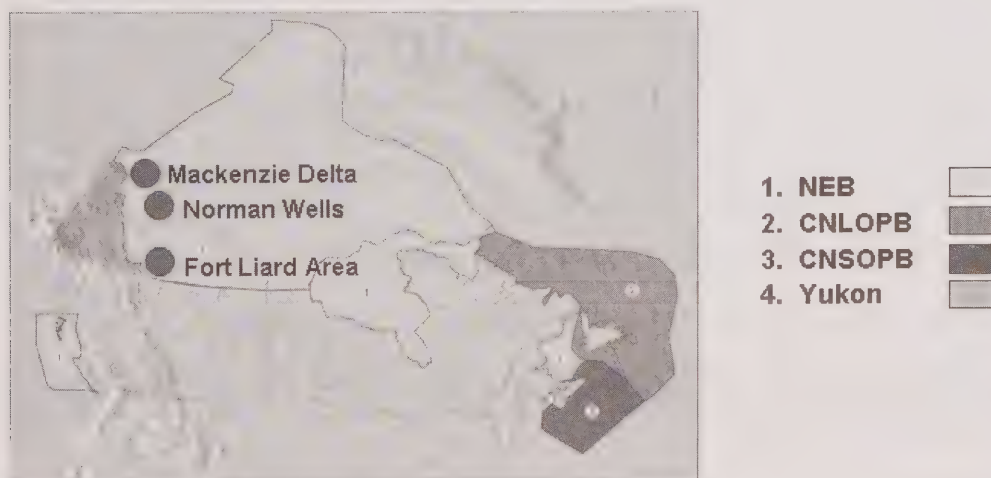 Mackenzie Delta
Norman Wells
Fort Liard Area
1. NEB
2. CNLOPB
3. CNSOPB
4. Yukon